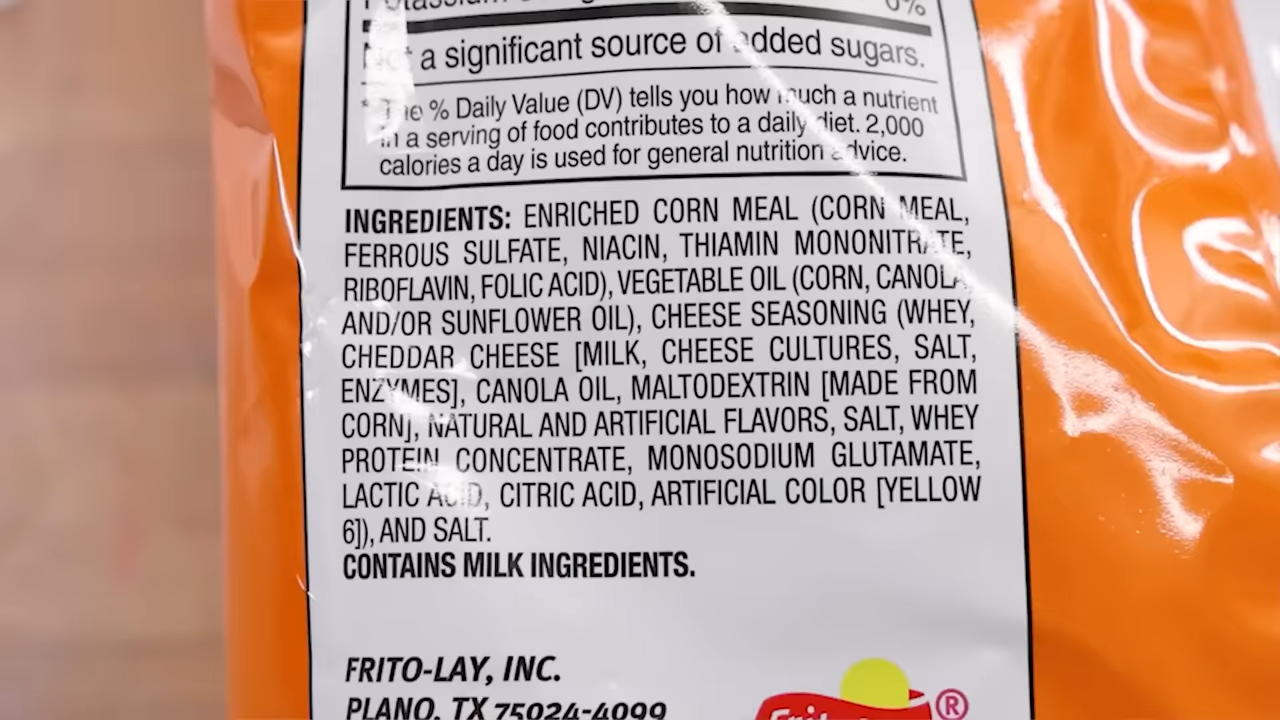 Potassium 0%
Not a significant source of added sugars.
* The % Daily Value (DV) tells you how much a nutrient
in a serving of food contributes to a daily diet. 2,000
calories a day is used for general nutrition advice.
INGREDIENTS: ENRICHED CORN MEAL (CORN MEAL,
FERROUS SULFATE, NIACIN, THIAMIN MONONITRATE,
RIBOFLAVIN, FOLIC ACID), VEGETABLE OIL (CORN, CANOLA,
AND/OR SUNFLOWER OIL), CHEESE SEASONING (WHEY,
CHEDDAR CHEESE [MILK, CHEESE CULTURES, SALT,
ENZYMES], CANOLA OIL, MALTODEXTRIN [MADE FROM
CORN], NATURAL AND ARTIFICIAL FLAVORS, SALT, WHEY
PROTEIN CONCENTRATE, MONOSODIUM GLUTAMATE,
LACTIC ACID, CITRIC ACID, ARTIFICIAL COLOR [YELLOW
6]), AND SALT.
CONTAINS MILK INGREDIENTS.
FRITO-LAY, INC.
PLANO, TX 75024-4099
Frito ®